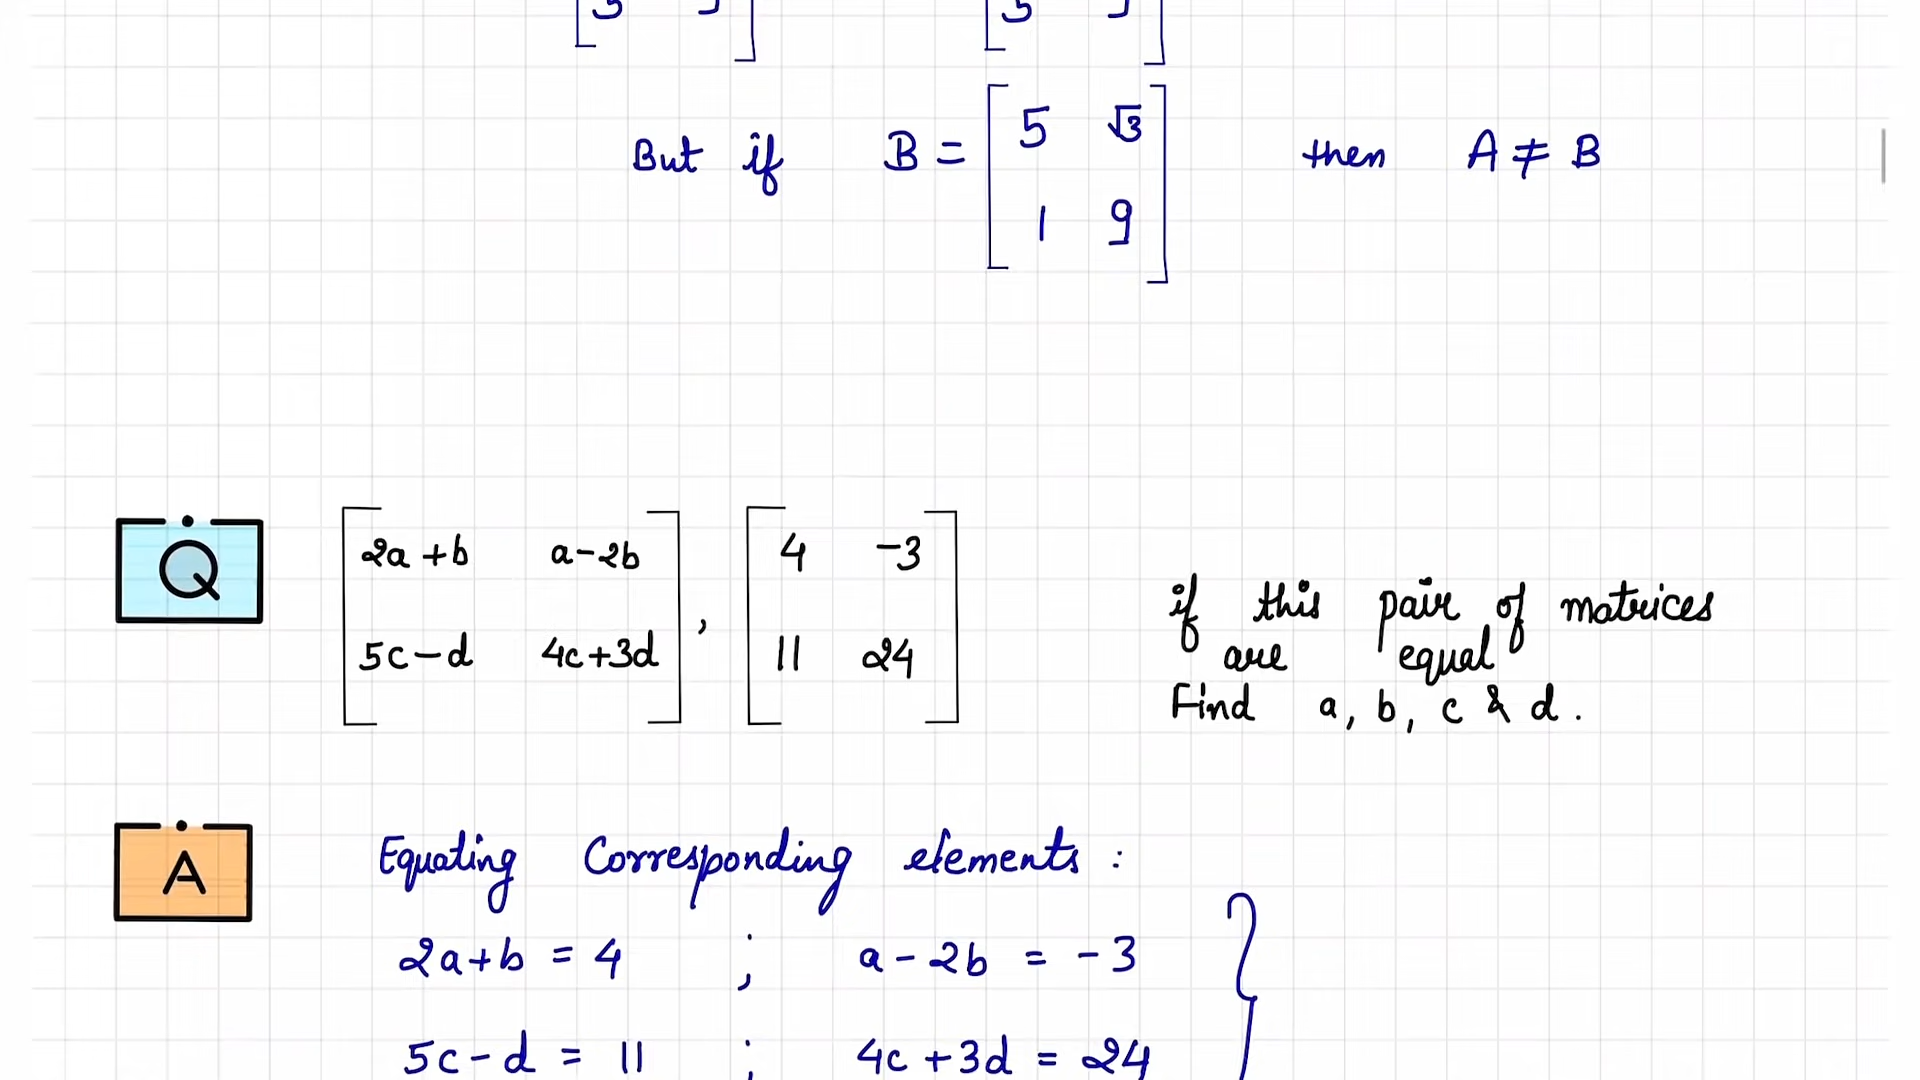 But if B = [ 5 √3 then A ≠ B
1 9 ]
Q [ 2a+b a-2b ] , [ 4 -3 ]
[ 5c-d 4c+3d ] [ 11 24 ]
if this pair of matrices
are equal
Find a, b, c & d.
A Equating Corresponding elements :
2a+b = 4 ; a-2b = -3
5c-d = 11 ; 4c+3d = 24